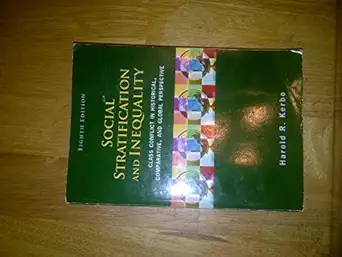 EIGHTH EDITION
SOCIAL
STRATIFICATION
AND INEQUALITY
CLASS CONFLICT IN HISTORICAL,
COMPARATIVE, AND GLOBAL PERSPECTIVE
Harold R. Kerbo